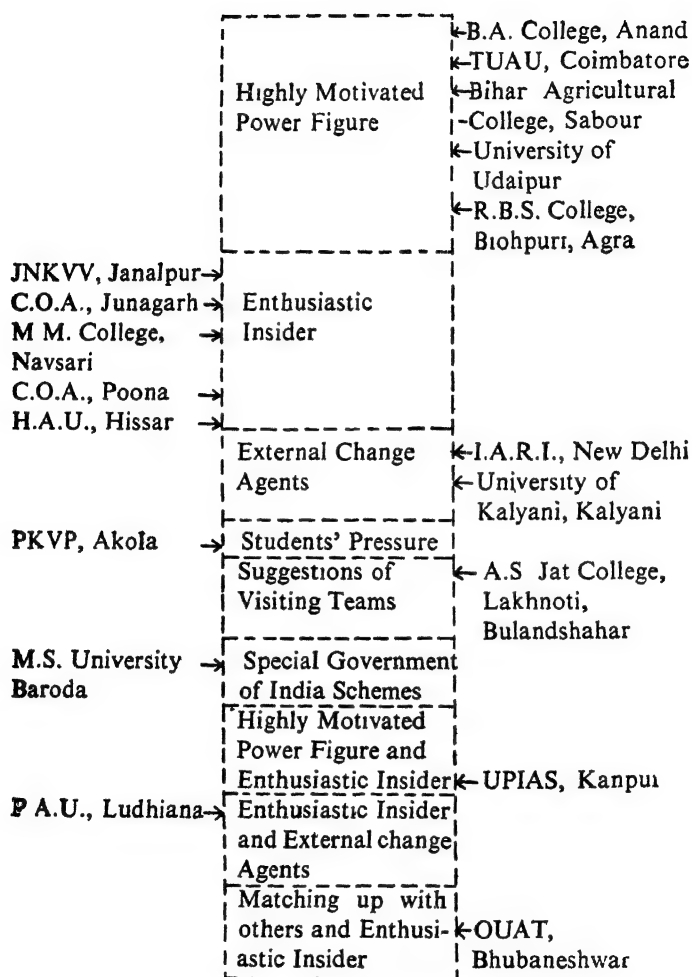 B.A. College, Anand
TUAU, Coimbatore
Highly Motivated
Power Figure
Bihar Agricultural
-College, Sabour
University of
Udaipur
R.B.S. College,
Bıohpurı, Agra
JNKVV, Janalpur
C.O.A., Junagarh
M M. College,
Navsari
C.O.A., Poona
H.A.U., Hissar
Enthusiastic
Insider
External Change
Agents
I.A.R.I., New Delhi
University of
Kalyani, Kalyani
PKVP, Akola
Students' Pressure
Suggestions of
Visiting Teams
A.S Jat College,
Lakhnoti,
Bulandshahar
M.S. University
Baroda
Special Government
of India Schemes
Highly Motivated
Power Figure and
Enthusiastic Insider
UPIAS, Kanpuı
P A.U., Ludhiana
Enthusiastic Insider
and External change
Agents
Matching up with
others and Enthusi-
astic Insider
OUAT,
Bhubaneshwar